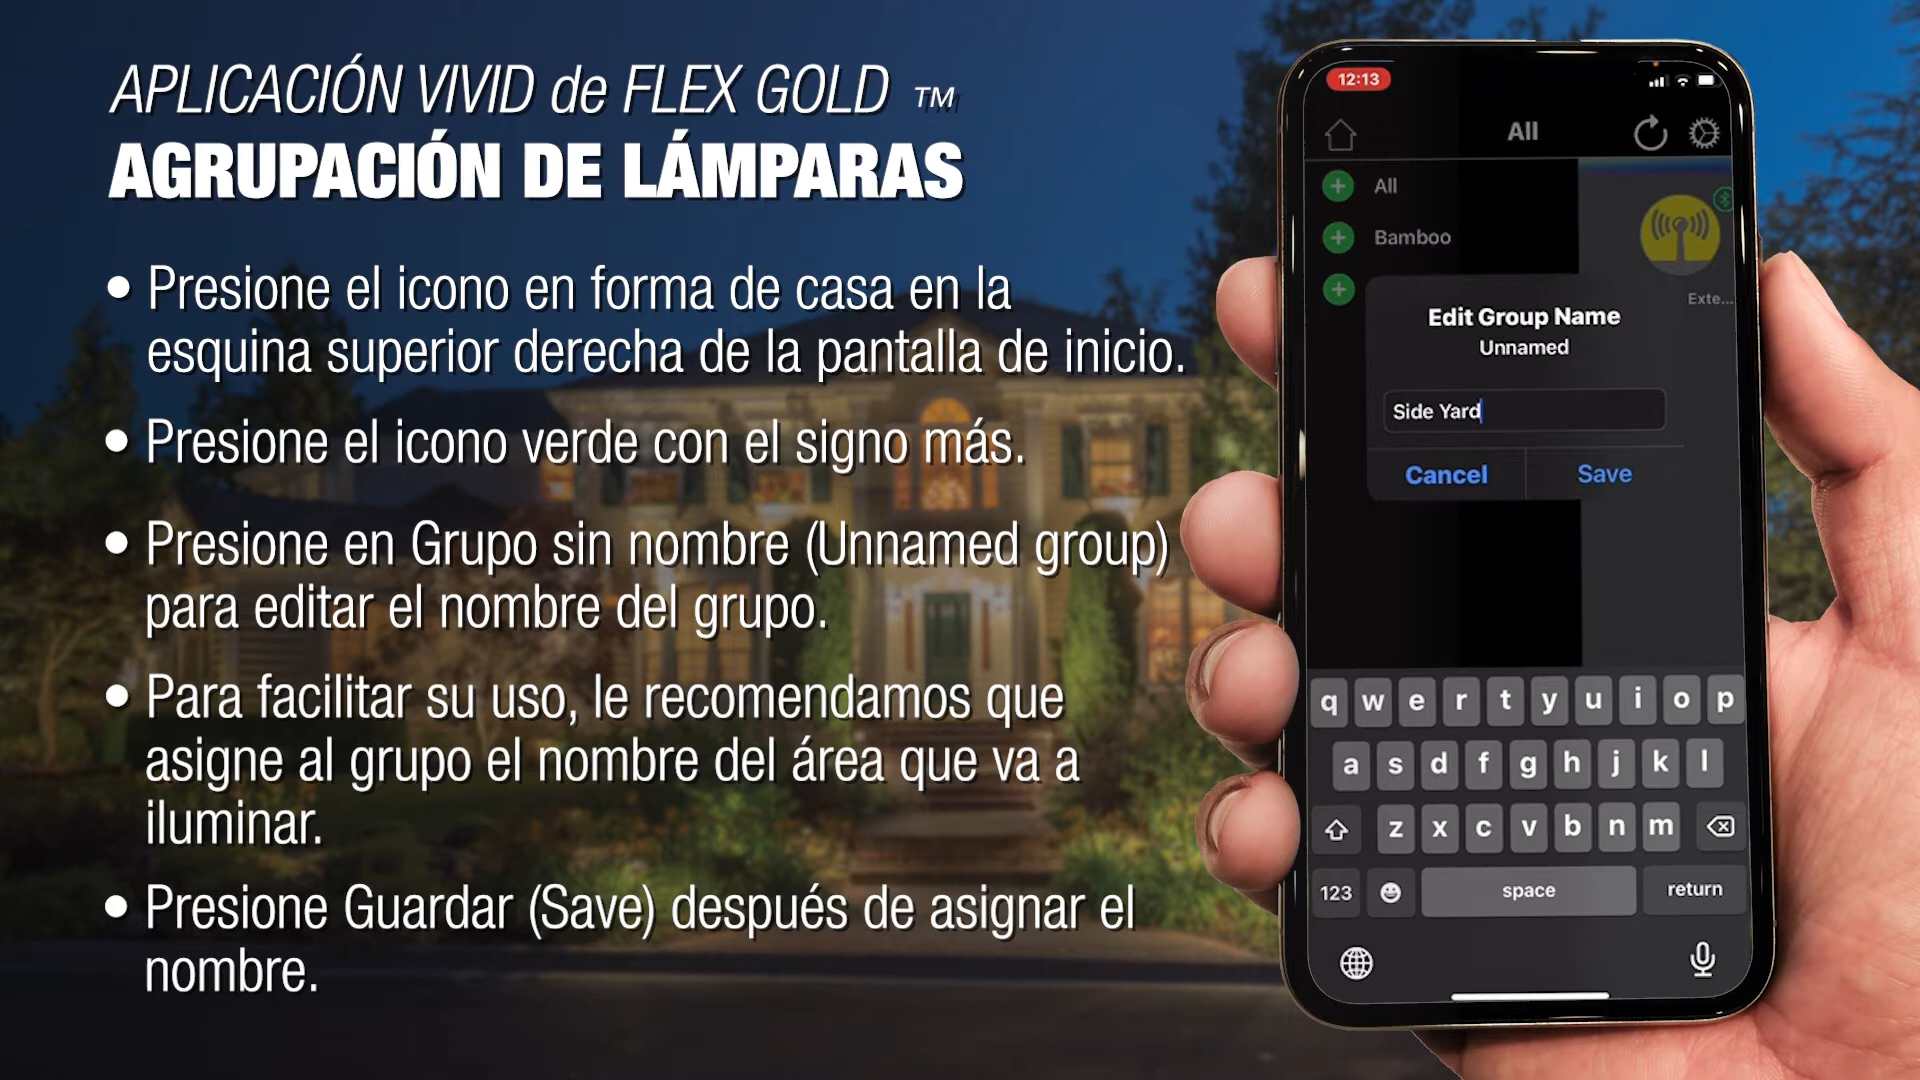 APLICACIÓN VIVID de FLEX GOLD ™
AGRUPACIÓN DE LÁMPARAS
• Presione el icono en forma de casa en la
esquina superior derecha de la pantalla de inicio.
• Presione el icono verde con el signo más.
• Presione en Grupo sin nombre (Unnamed group)
para editar el nombre del grupo.
• Para facilitar su uso, le recomendamos que
asigne al grupo el nombre del área que va a
iluminar.
• Presione Guardar (Save) después de asignar el
nombre.
12:13
All
All
Bamboo
Exte...
Edit Group Name
Unnamed
Side Yard
Cancel Save
q w e r t y u i o p
a s d f g h j k l
z x c v b n m
123 space return